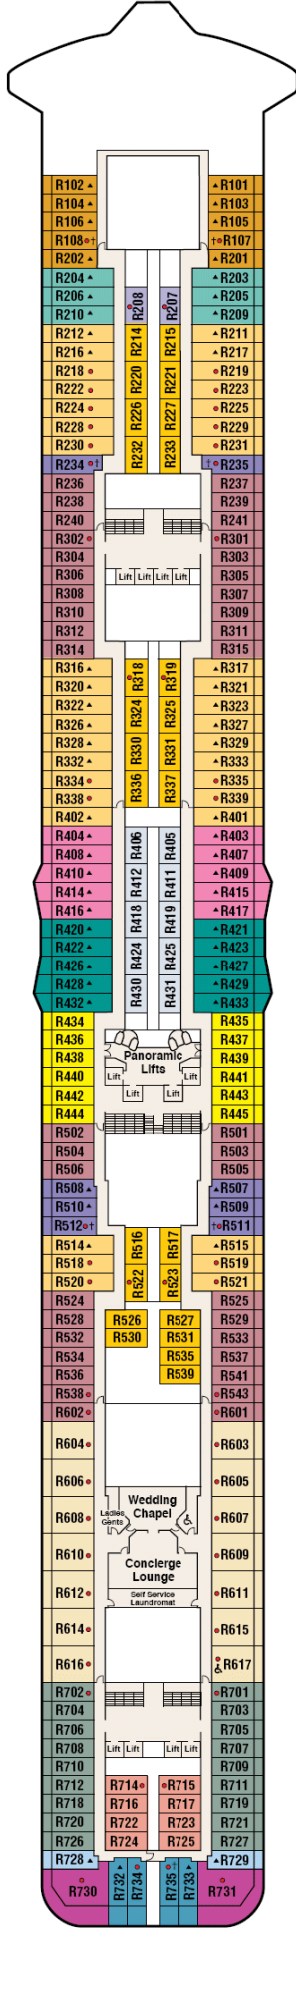 R102 R101
R104 R103
R106 R105
R108 R107
R202 R201
R204 R203
R206 R208 R207 R205
R210 R209
R212 R214 R215 R211
R216 R217
R218 R220 R221 R219
R222 R223
R224 R226 R227 R225
R228 R229
R230 R232 R233 R231
R234 R235
R236 R237
R238 R239
R240 R241
R302 R301
R304 R303
R306 Lift Lift Lift Lift R305
R308 R307
R310 R309
R312 R311
R314 R315
R316 R318 R319 R317
R320 R321
R322 R324 R325 R323
R326 R327
R328 R330 R331 R329
R332 R333
R334 R336 R337 R335
R338 R339
R402 R401
R404 R406 R405 R403
R408 R407
R410 R412 R411 R409
R414 R415
R416 R418 R419 R417
R420 R421
R422 R424 R425 R423
R426 R427
R428 R430 R431 R429
R432 R433
R434 R435
R436 R437
R438 Panoramic Lifts R439
R440 Lift Lift R441
R442 Lift Lift R443
R444 R445
R502 R501
R504 R503
R506 R505
R508 R507
R510 R509
R512 R511
R514 R516 R517 R515
R518 R519
R520 R522 R523 R521
R524 R525
R528 R526 R527 R529
R532 R530 R531 R533
R534 R535 R537
R536 R539 R541
R538 R543
R602 R601
R604 R603
R606 R605
R608 Ladies Gents Wedding Chapel R607
R610 Concierge Lounge R609
R612 Self Service Laundromat R611
R614 R615
R616 R617
R702 R701
R704 R703
R706 R705
R708 Lift Lift Lift Lift R707
R710 R709
R712 R714 R715 R711
R718 R716 R717 R719
R720 R722 R723 R721
R726 R724 R725 R727
R728 R729
R730 R732 R734 R735 R733 R731